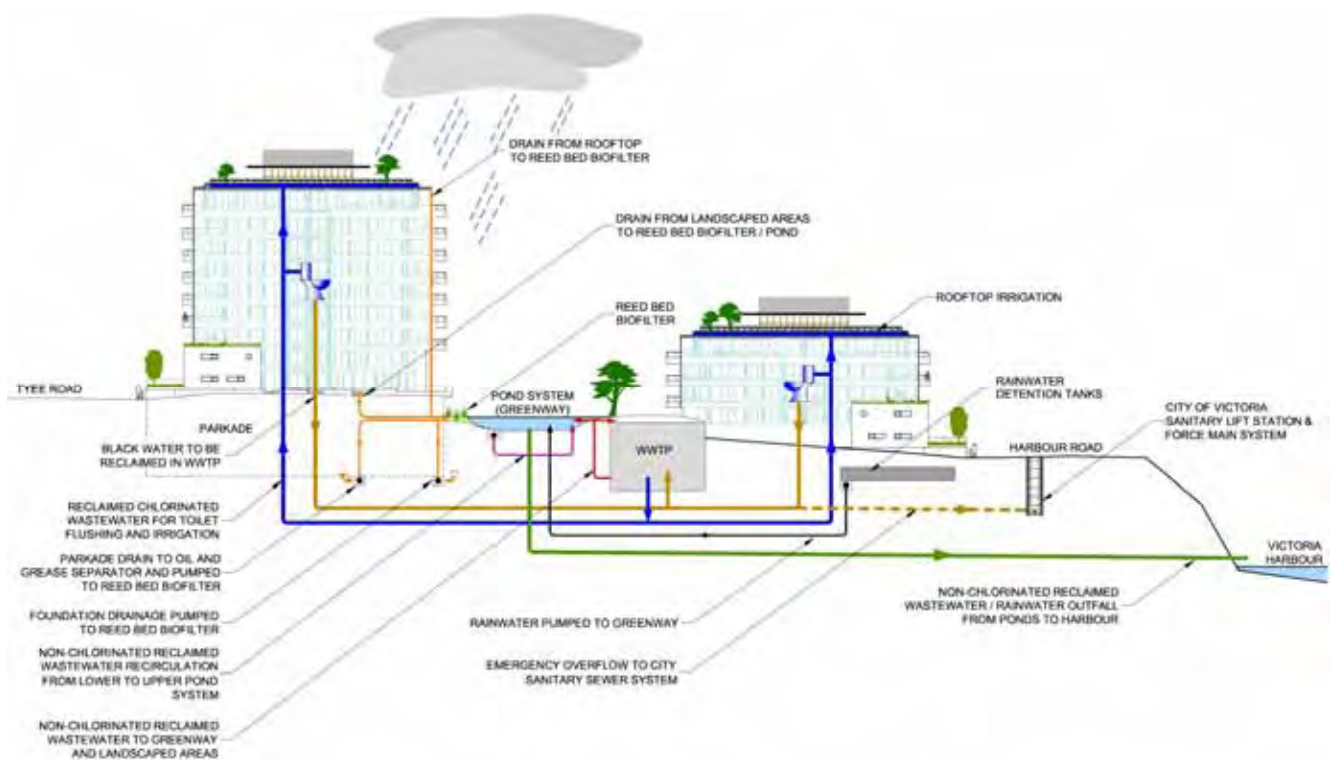 DRAIN FROM ROOFTOP
TO REED BED BIOFILTER
DRAIN FROM LANDSCAPED AREAS
TO REED BED BIOFILTER / POND
REED BED
BIOFILTER
ROOFTOP IRRIGATION
RAINWATER
DETENTION TANKS
CITY OF VICTORIA
SANITARY LIFT STATION &
FORCE MAIN SYSTEM
TYEE ROAD
POND SYSTEM
(GREENWAY)
PARKADE
HARBOUR ROAD
WWTP
BLACK WATER TO BE
RECLAIMED IN WWTP
RECLAIMED CHLORINATED
WASTEWATER FOR TOILET
FLUSHING AND IRRIGATION
VICTORIA
HARBOUR
PARKADE DRAIN TO OIL AND
GREASE SEPARATOR AND PUMPED
TO REED BED BIOFILTER
NON-CHLORINATED RECLAIMED
WASTEWATER / RAINWATER OUTFALL
FROM PONDS TO HARBOUR
FOUNDATION DRAINAGE PUMPED
TO REED BED BIOFILTER
RAINWATER PUMPED TO GREENWAY
NON-CHLORINATED RECLAIMED
WASTEWATER RECIRCULATION
FROM LOWER TO UPPER POND
SYSTEM
EMERGENCY OVERFLOW TO CITY
SANITARY SEWER SYSTEM
NON-CHLORINATED RECLAIMED
WASTEWATER TO GREENWAY
AND LANDSCAPED AREAS